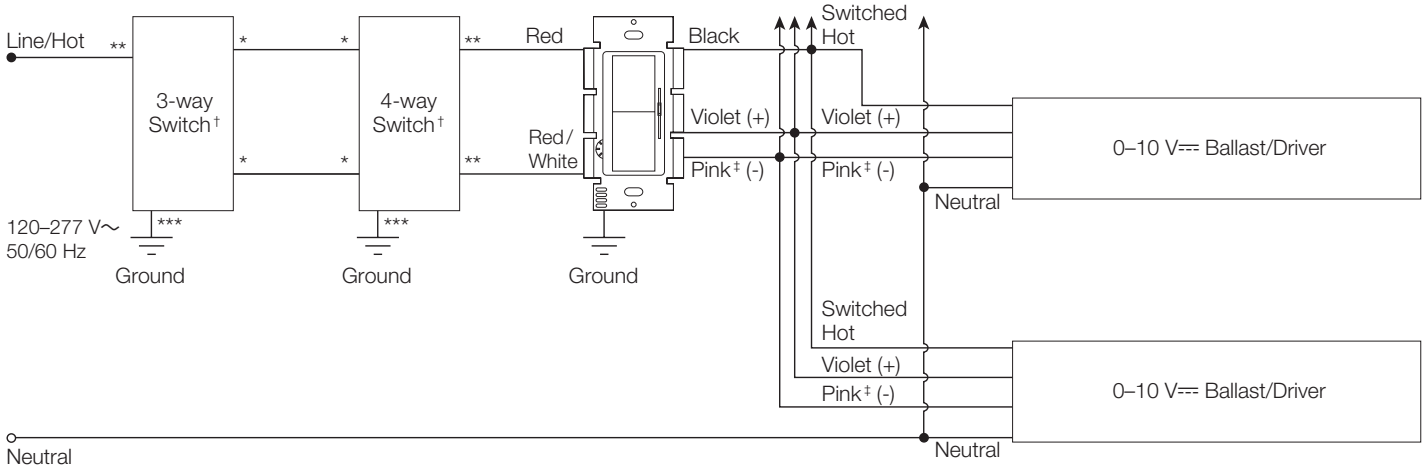 Line/Hot
**
3-way
Switch†
*
*
*
*
4-way
Switch†
**
**
Red
Red/
White
Black
Violet (+)
Pink‡ (-)
Switched
Hot
Violet (+)
Pink‡ (-)
Neutral
0–10 V⎓ Ballast/Driver
120–277 V~
50/60 Hz
***
Ground
***
Ground
Ground
Switched
Hot
Violet (+)
Pink‡ (-)
Neutral
0–10 V⎓ Ballast/Driver
Neutral